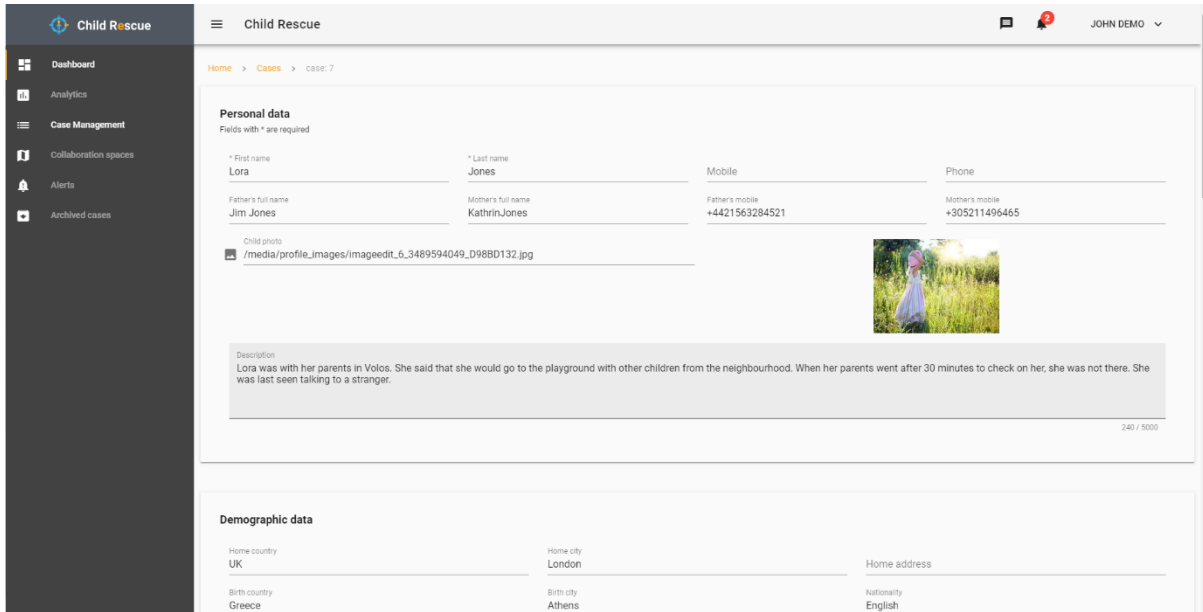 Child Rescue
Child Rescue
2
JOHN DEMO
Dashboard
Analytics
Case Management
Collaboration spaces
Alerts
Archived cases
Home > Cases > case: 7
Personal data
Fields with * are required
* First name
Lora
* Last name
Jones
Mobile
Phone
Father's full name
Jim Jones
Mother's full name
KathrinJones
Father's mobile
+4421563284521
Mother's mobile
+305211496465
Child photo
/media/profile_images/imageedit_6_3489594049_D98BD132.jpg
Description
Lora was with her parents in Volos. She said that she would go to the playground with other children from the neighbourhood. When her parents went after 30 minutes to check on her, she was not there. She
was last seen talking to a stranger.
240 / 5000
Demographic data
Home country
UK
Home city
London
Home address
Birth country
Greece
Birth city
Athens
Nationality
English